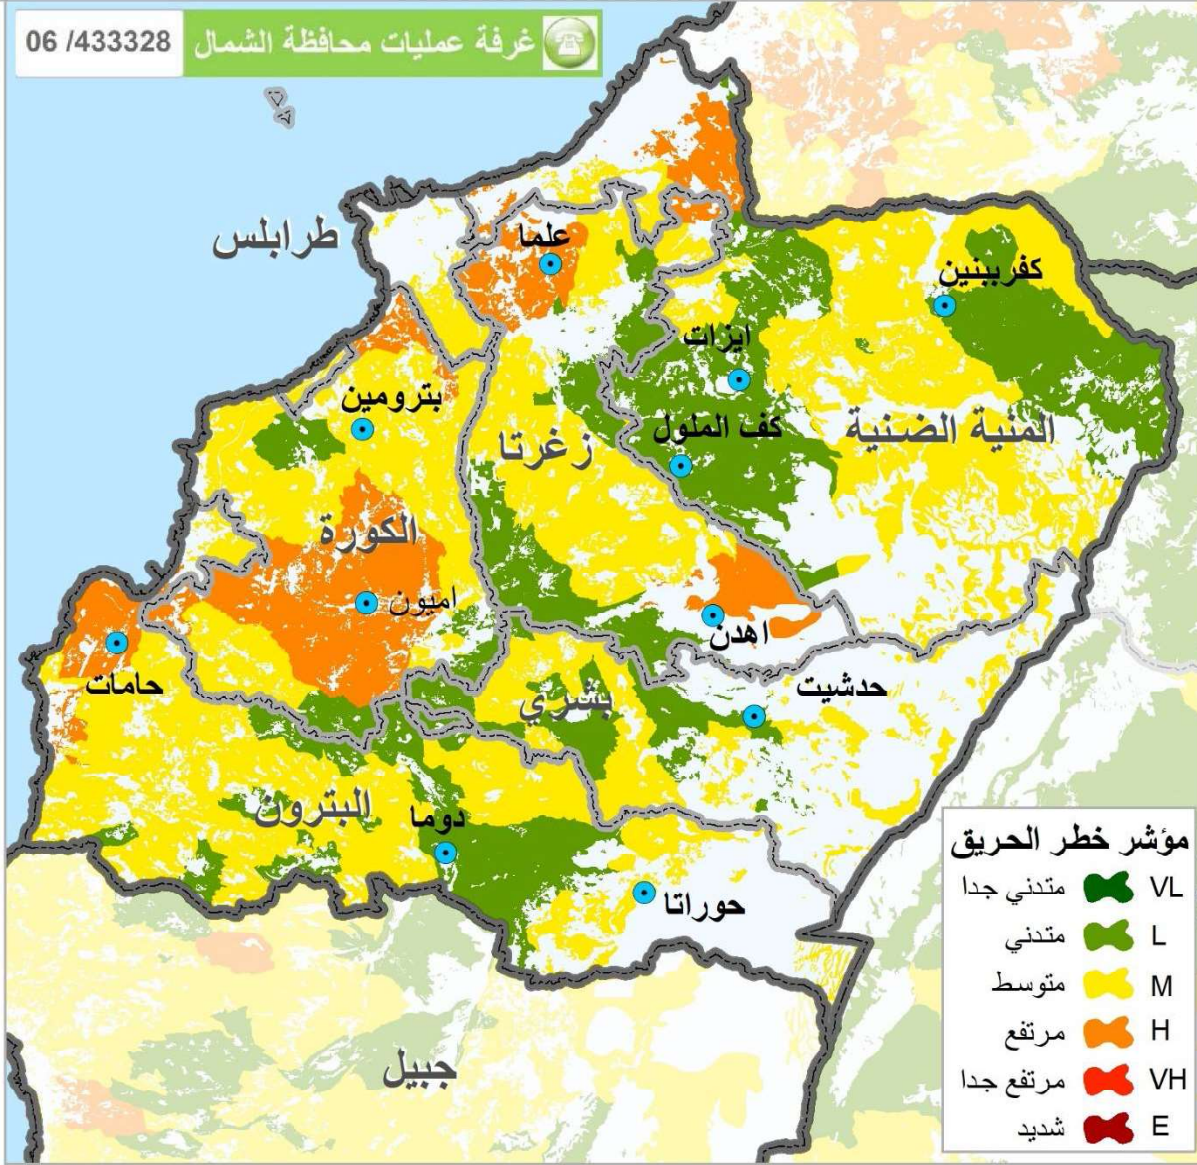 غرفة عمليات محافظة الشمال 06 /433328
طرابلس
علما
كفرببنين
ايزات
بترومين
كف الملول
زغرتا
المنية الضنية
الكورة
اميون
اهدن
حامات
بشري
حدشيت
البترون
دوما
حوراتا
جبيل
مؤشر خطر الحريق
متدني جدا VL
متدني L
متوسط M
مرتفع H
مرتفع جدا VH
شديد E